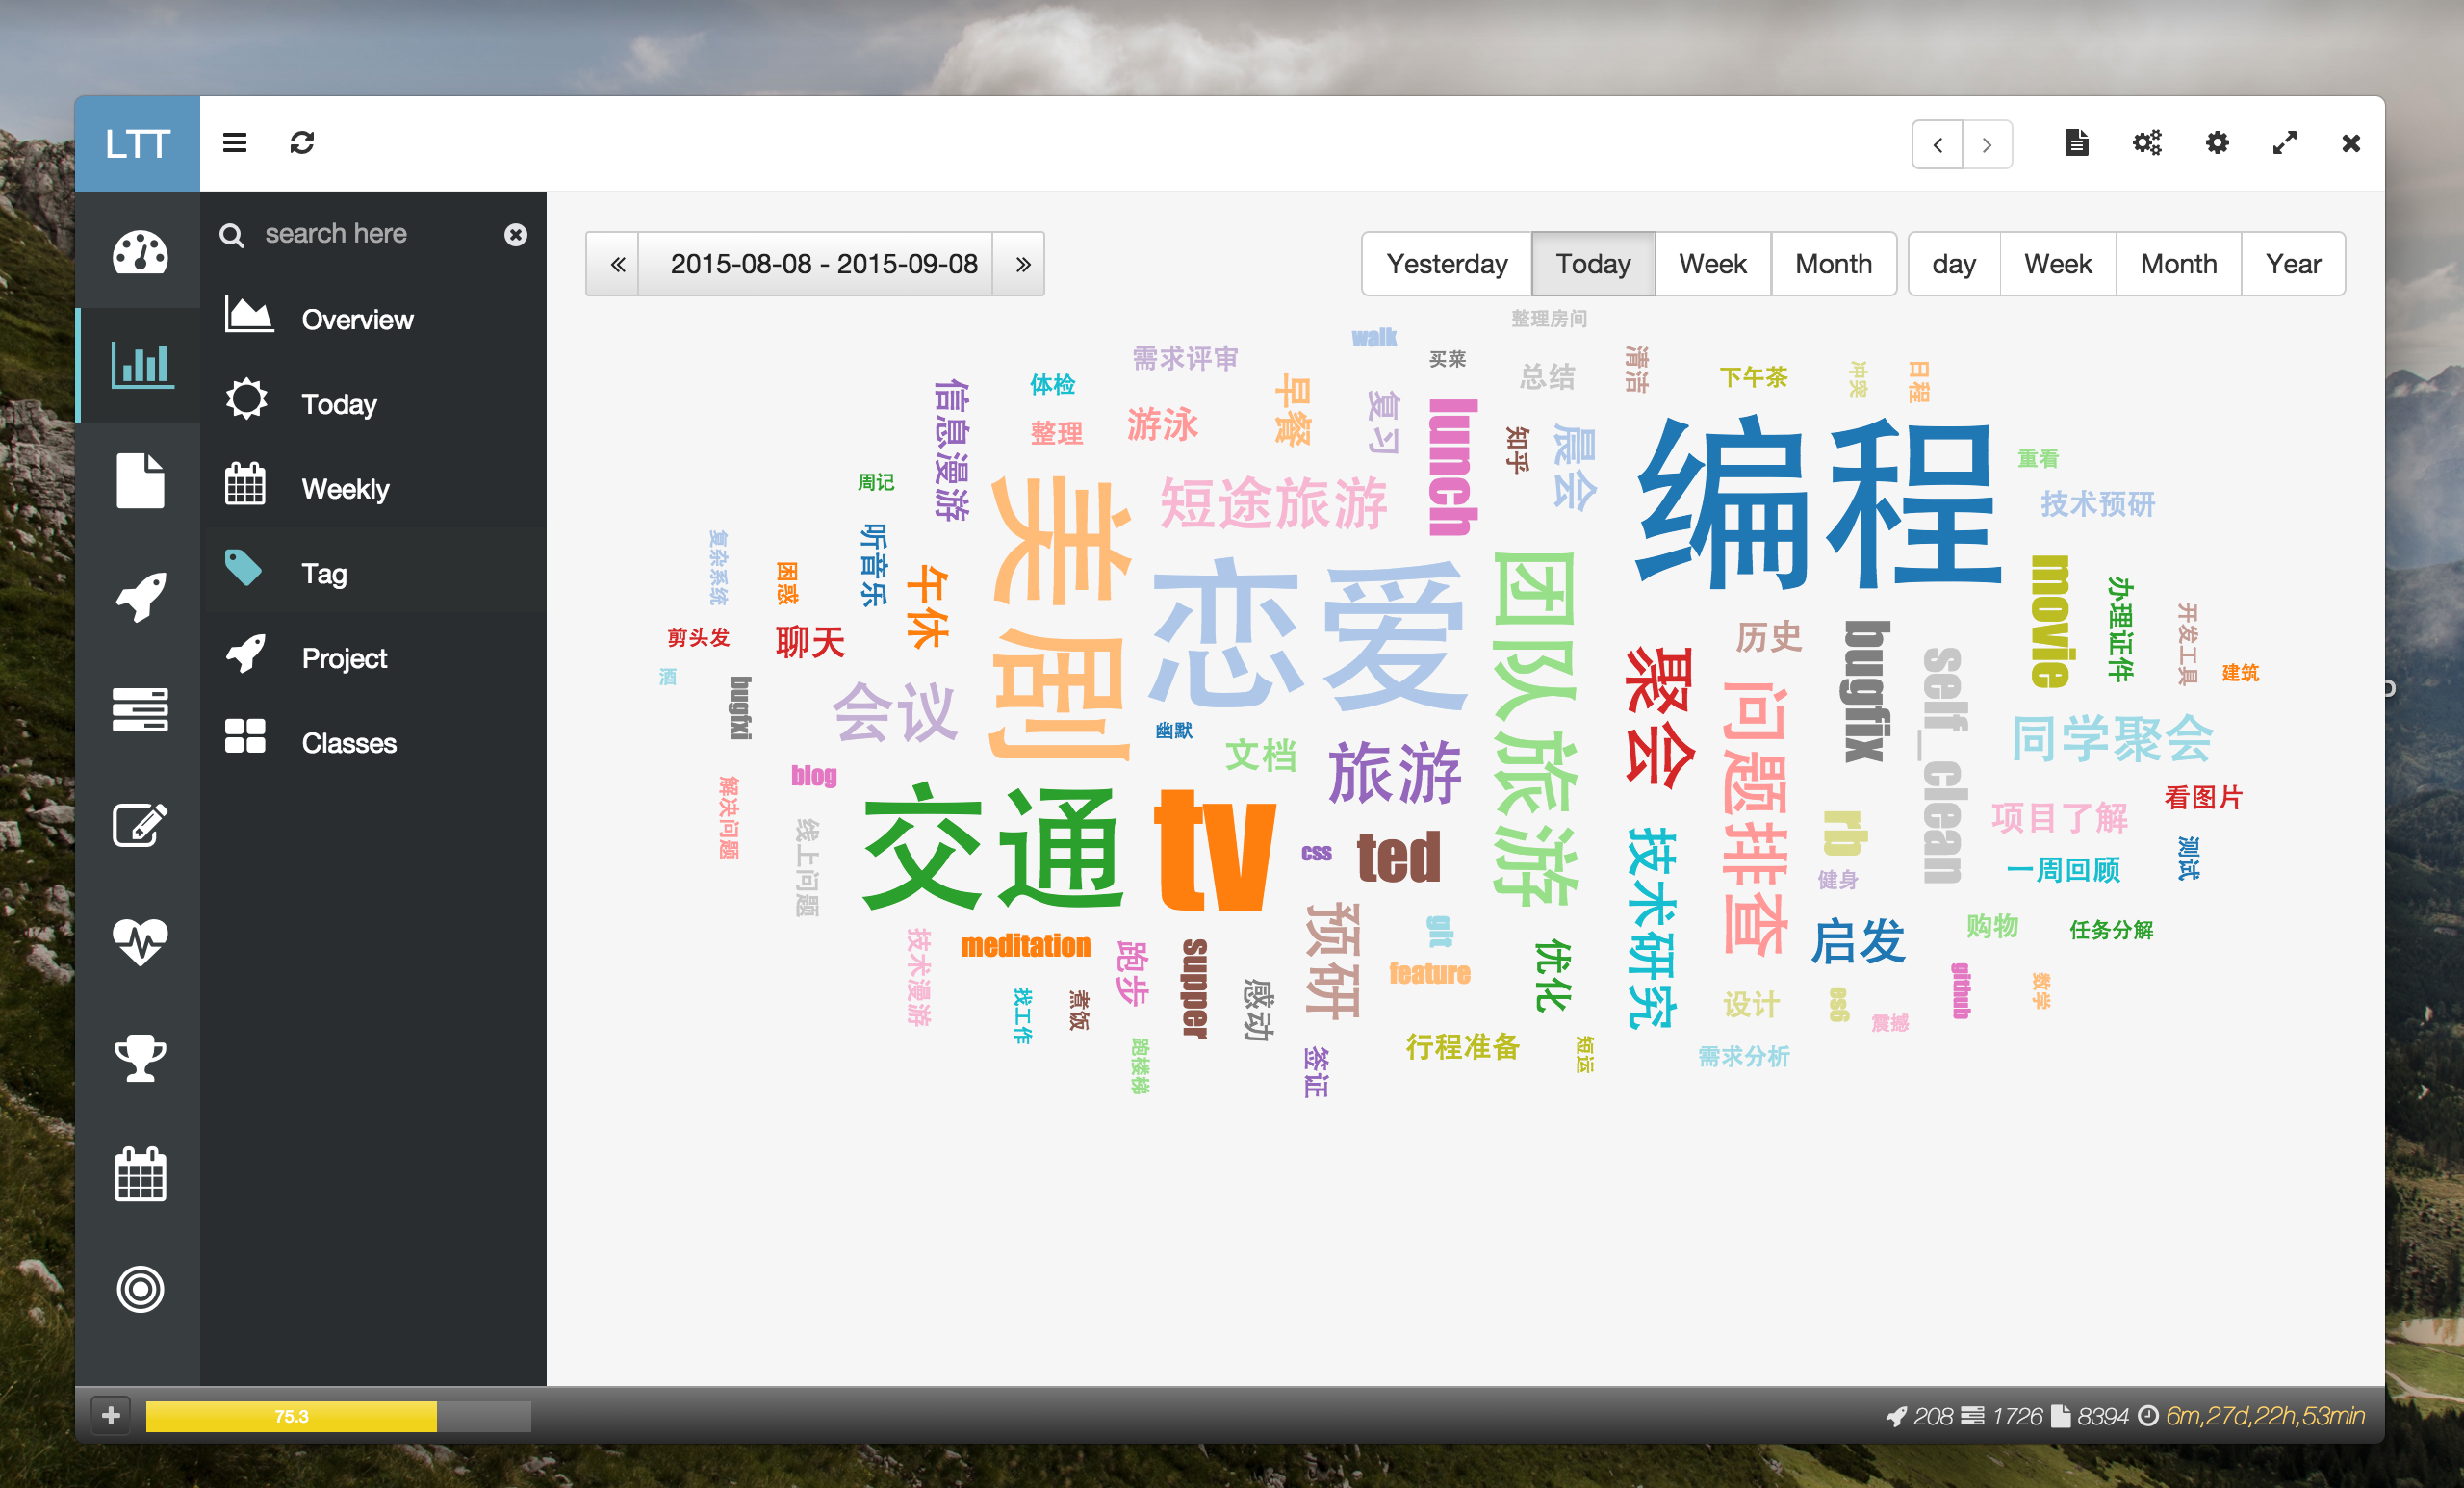 LTT
search here
Overview
Today
Weekly
Tag
Project
Classes
2015-08-08 - 2015-09-08
Yesterday
Today
Week
Month
day
Week
Month
Year
整理房间
walk
需求评审
买菜
总结
清洁
下午茶
冲突
日程
体检
信息漫游
早餐
复习
lunch
整理
游泳
知乎
晨会
编程
重看
周记
美剧
短途旅游
技术预研
复杂系统
困惑
听音乐
午休
恋爱
团队旅游
movie
办理证件
开发工具
剪头发
聊天
聚会
历史
bugfix
self_clean
建筑
酒
bugfixi
会议
幽默
文档
旅游
问题排查
同学聚会
blog
解决问题
线上问题
交通
tv
css
ted
技术研究
rb
项目了解
看图片
健身
一周回顾
测试
技术漫游
meditation
跑步
supper
感动
预研
git
feature
优化
启发
购物
任务分解
找工作
煮饭
设计
es6
震撼
github
数学
跑楼梯
签证
行程准备
短运
需求分析
75.3
208 1726 8394 6m,27d,22h,53min